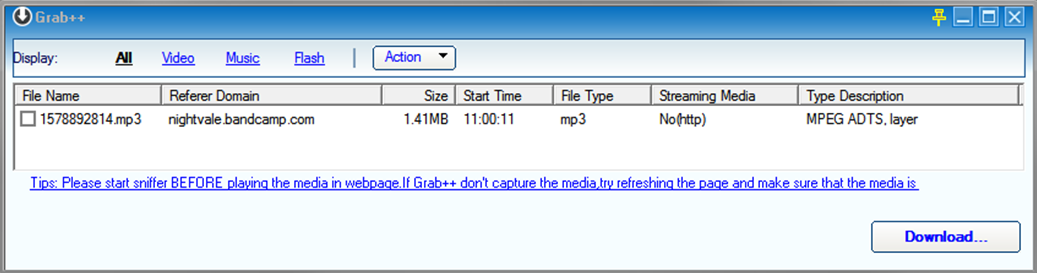 Grab++
Display: All Video Music Flash | Action
File Name Referer Domain Size Start Time File Type Streaming Media Type Description
1578892814.mp3 nightvale.bandcamp.com 1.41MB 11:00:11 mp3 No(http) MPEG ADTS, layer
Tips: Please start sniffer BEFORE playing the media in webpage.If Grab++ don't capture the media,try refreshing the page and make sure that the media is
Download...